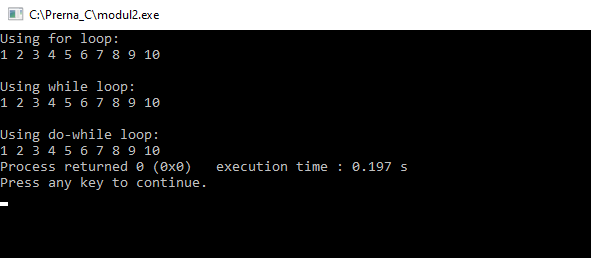 C:\Prerna_C\modul2.exe
Using for loop:
1 2 3 4 5 6 7 8 9 10
Using while loop:
1 2 3 4 5 6 7 8 9 10
Using do-while loop:
1 2 3 4 5 6 7 8 9 10
Process returned 0 (0x0)   execution time : 0.197 s
Press any key to continue.